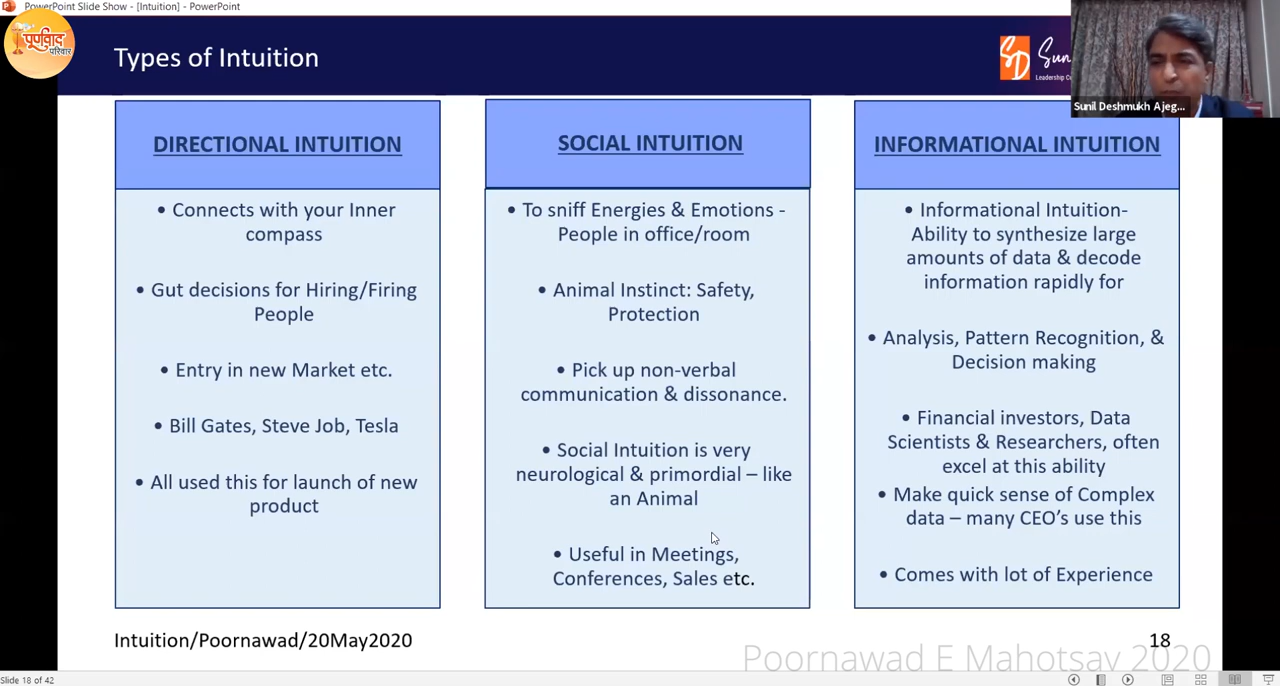 PowerPoint Slide Show - [Intuition] - PowerPoint
पूर्णवाद
परिवार
Types of Intuition
SD
Sun
Leadership
Sunil Deshmukh Ajeg...
DIRECTIONAL INTUITION
• Connects with your Inner
compass
• Gut decisions for Hiring/Firing
People
• Entry in new Market etc.
• Bill Gates, Steve Job, Tesla
• All used this for launch of new
product
SOCIAL INTUITION
• To sniff Energies & Emotions -
People in office/room
• Animal Instinct: Safety,
Protection
• Pick up non-verbal
communication & dissonance.
• Social Intuition is very
neurological & primordial – like
an Animal
• Useful in Meetings,
Conferences, Sales etc.
INFORMATIONAL INTUITION
• Informational Intuition-
Ability to synthesize large
amounts of data & decode
information rapidly for
• Analysis, Pattern Recognition, &
Decision making
• Financial investors, Data
Scientists & Researchers, often
excel at this ability
• Make quick sense of Complex
data – many CEO’s use this
• Comes with lot of Experience
Intuition/Poornawad/20May2020
18
Poornawad E Mahotsav 2020
Slide 18 of 42